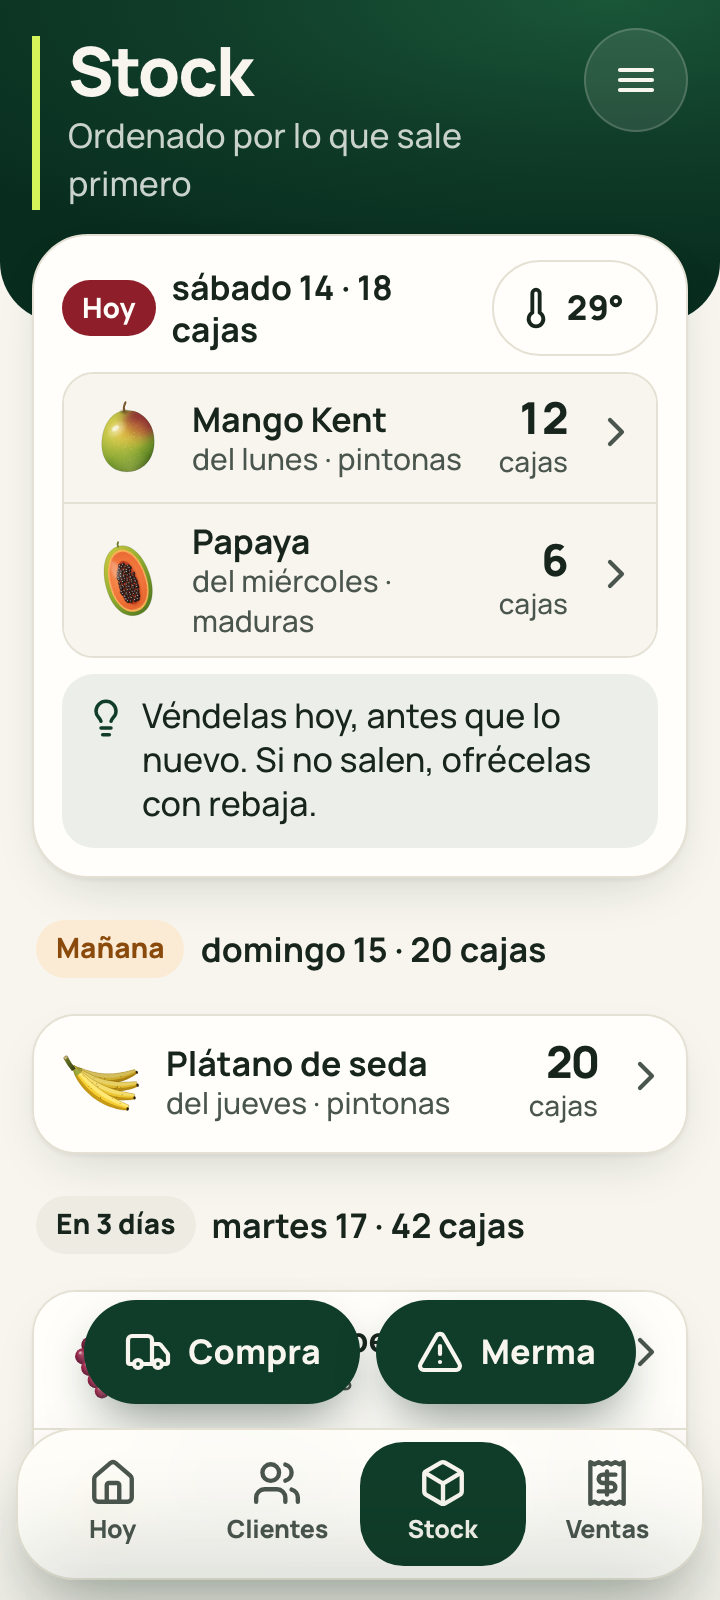 Stock
Ordenado por lo que sale
primero
Hoy
sábado 14 · 18
cajas
29°
Mango Kent
del lunes · pintonas
12
cajas
Papaya
del miércoles ·
maduras
6
cajas
Véndelas hoy, antes que lo
nuevo. Si no salen, ofrécelas
con rebaja.
Mañana
domingo 15 · 20 cajas
Plátano de seda
del jueves · pintonas
20
cajas
En 3 días
martes 17 · 42 cajas
Compra
Merma
Hoy
Clientes
Stock
Ventas